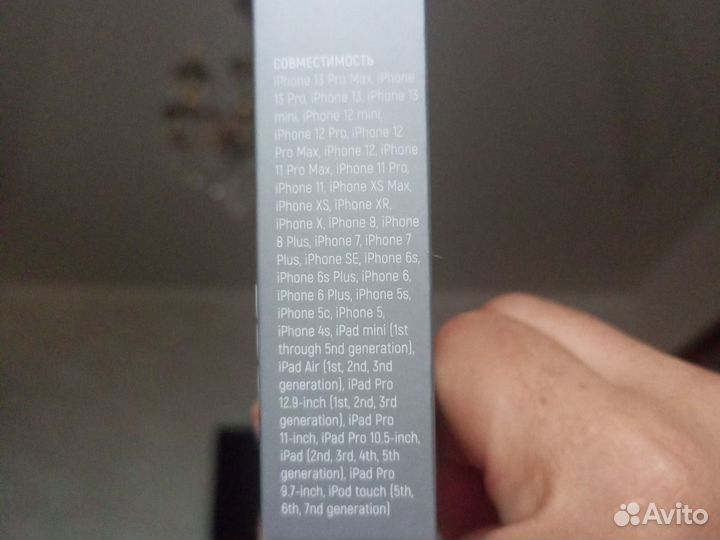 СОВМЕСТИМОСТЬ
iPhone 13 Pro Max, iPhone
13 Pro, iPhone 13, iPhone 13
mini, iPhone 12 mini,
iPhone 12 Pro, iPhone 12
Pro Max, iPhone 12, iPhone
11 Pro Max, iPhone 11 Pro,
iPhone 11, iPhone XS Max,
iPhone XS, iPhone XR,
iPhone X, iPhone 8, iPhone
8 Plus, iPhone 7, iPhone 7
Plus, iPhone SE, iPhone 6s,
iPhone 6s Plus, iPhone 6,
iPhone 6 Plus, iPhone 5s,
iPhone 5c, iPhone 5,
iPhone 4s, iPad mini (1st
through 5nd generation),
iPad Air (1st, 2nd, 3nd
generation), iPad Pro
12.9-inch (1st, 2nd, 3rd
generation), iPad Pro
11-inch, iPad Pro 10.5-inch,
iPad (2nd, 3rd, 4th, 5th
generation), iPad Pro
9.7-inch, iPod touch (5th,
6th, 7nd generation)
Avito